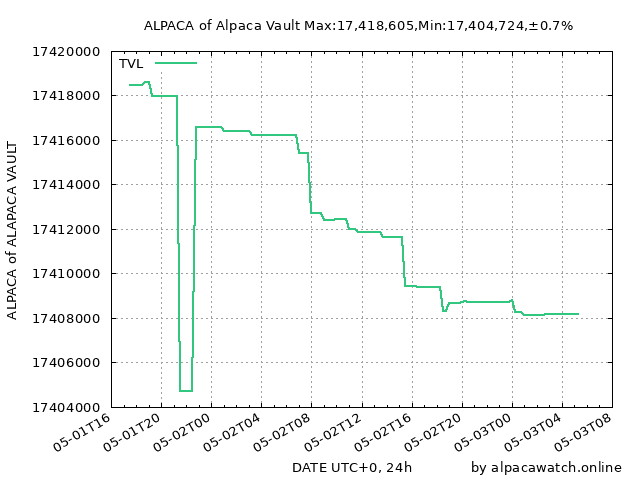 ALPACA of Alpaca Vault Max:17,418,605,Min:17,404,724,±0.7%
TVL
ALPACA of ALAPACA VAULT
17420000
17418000
17416000
17414000
17412000
17410000
17408000
17406000
17404000
05-01T16
05-01T20
05-02T00
05-02T04
05-02T08
05-02T12
05-02T16
05-02T20
05-03T00
05-03T04
05-03T08
DATE UTC+0, 24h
by alpacawatch.online